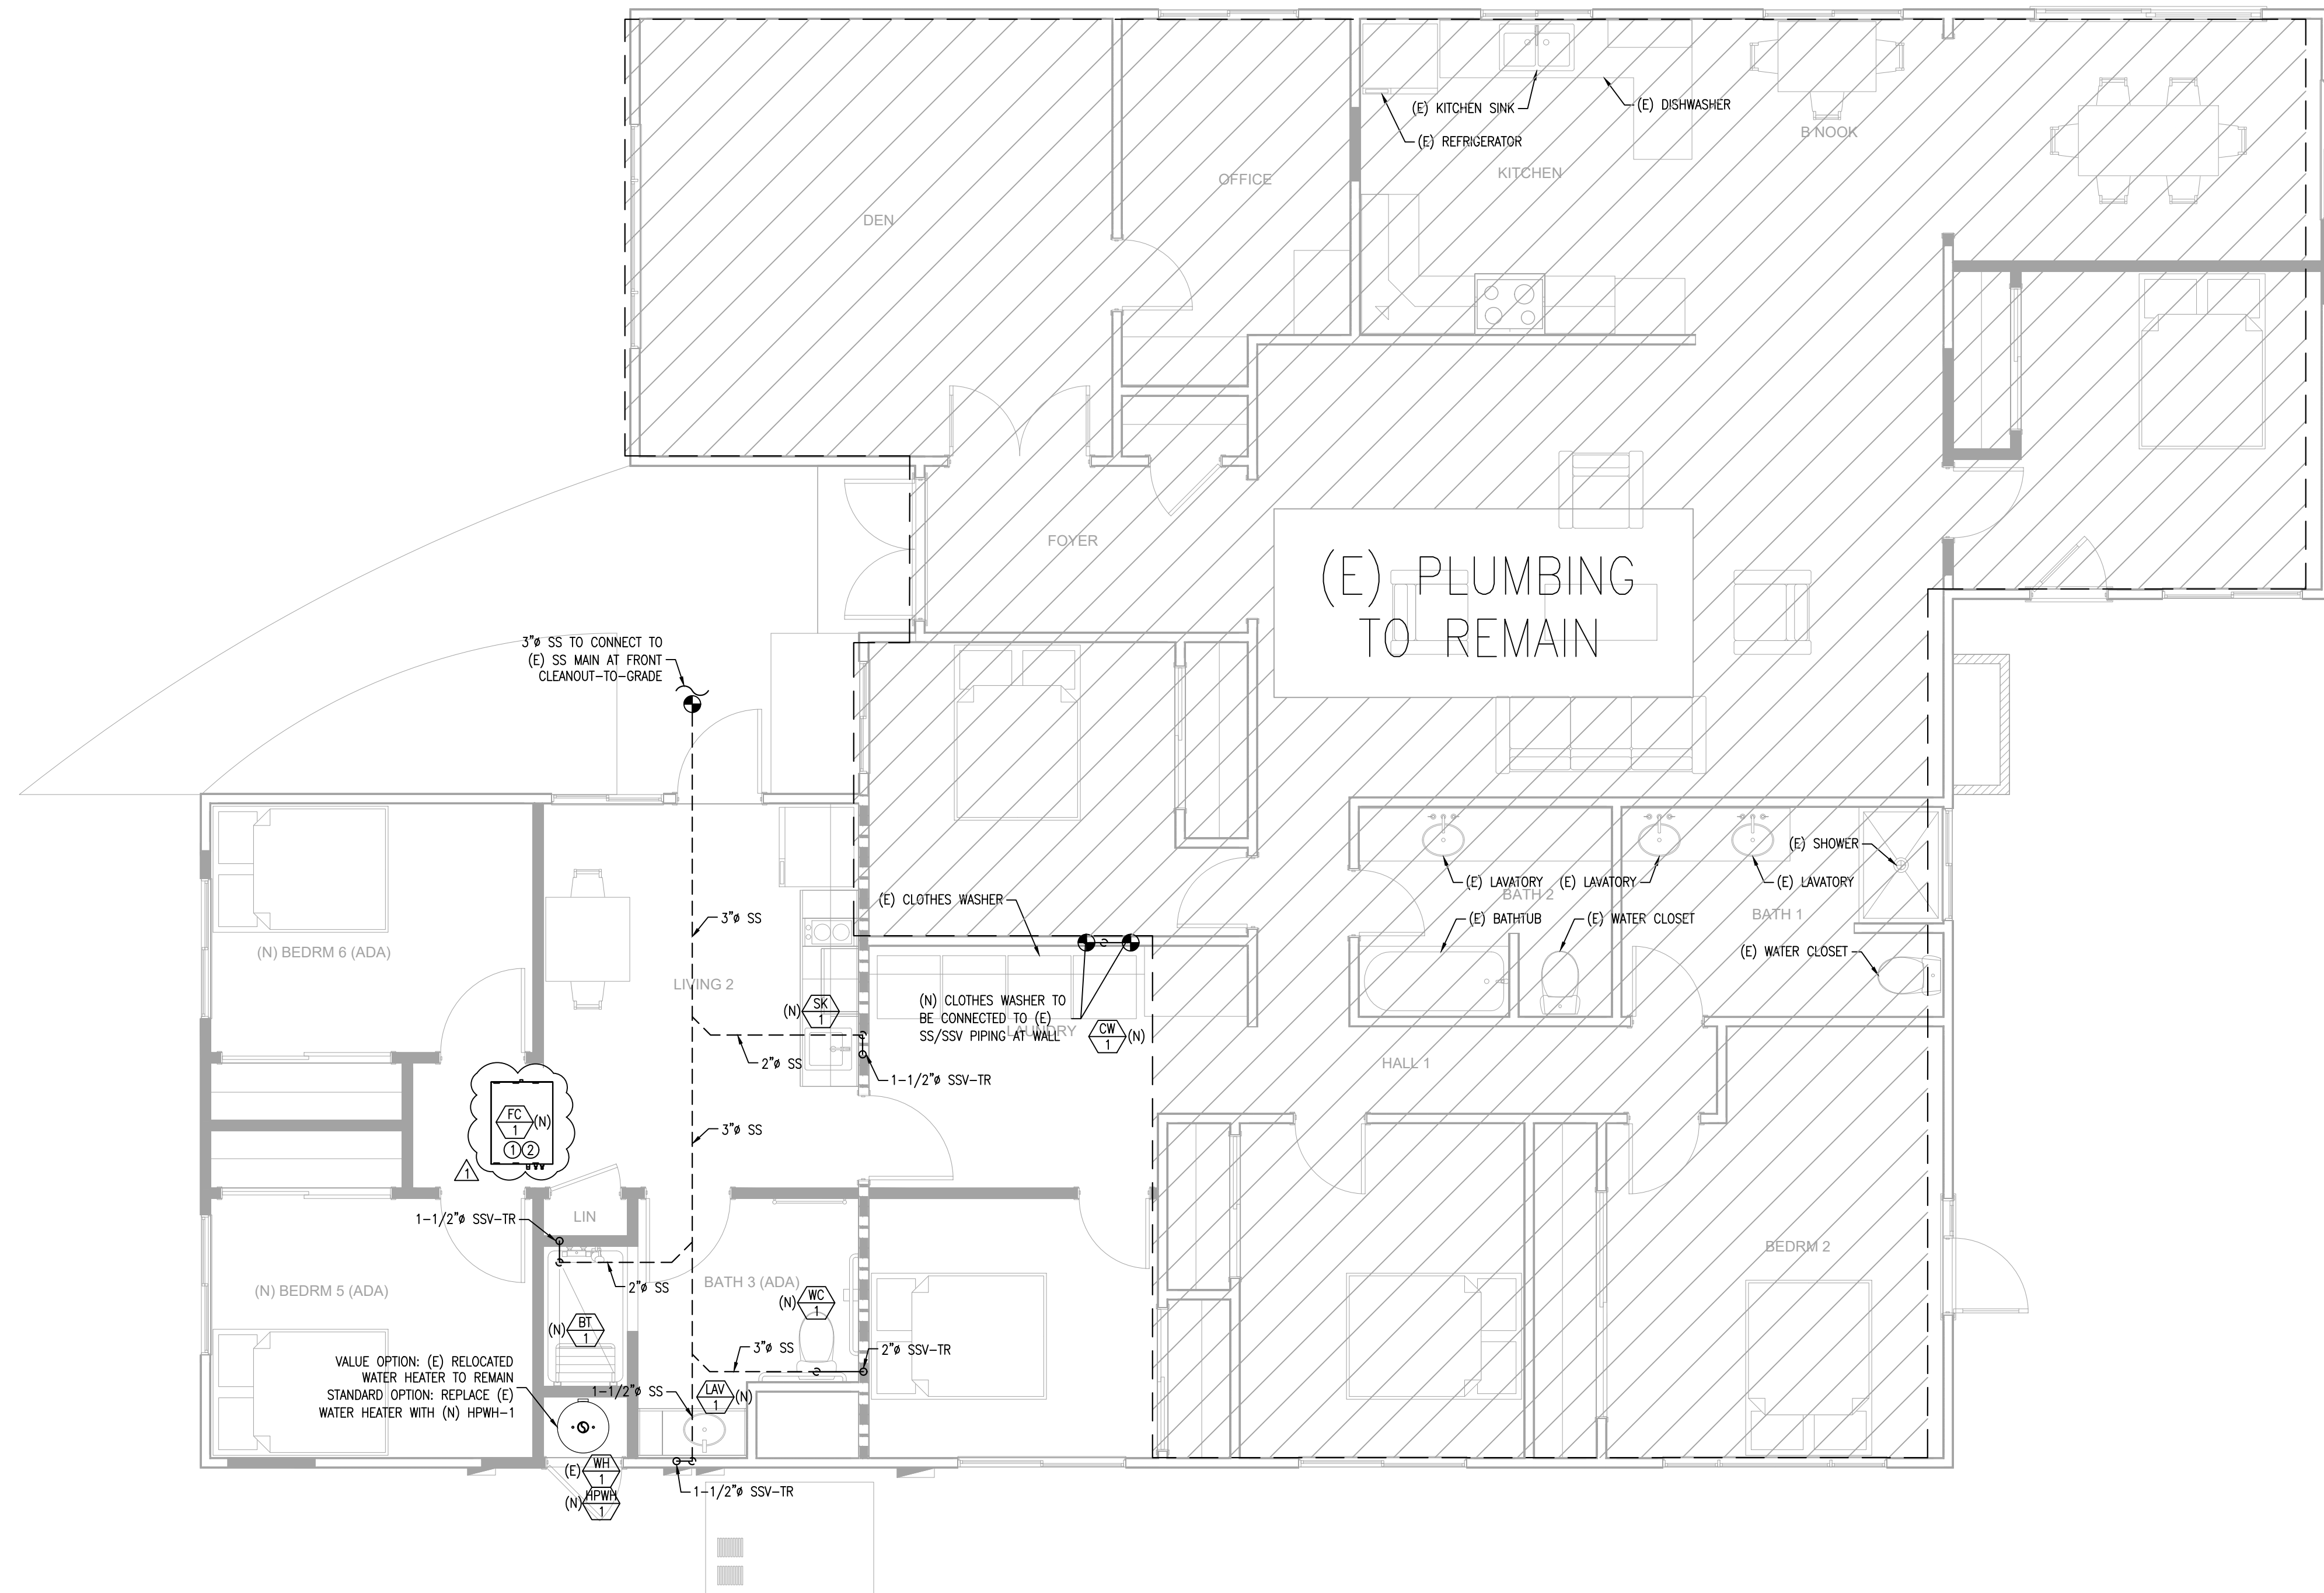 (E) KITCHEN SINK
(E) DISHWASHER
(E) REFRIGERATOR
B NOOK
KITCHEN
OFFICE
DEN
FOYER
(E) PLUMBING
TO REMAIN
3"ø SS TO CONNECT TO
(E) SS MAIN AT FRONT
CLEANOUT-TO-GRADE
(E) SHOWER
(E) LAVATORY
(E) LAVATORY
(E) LAVATORY
BATH 2
BATH 1
(E) BATHTUB
(E) WATER CLOSET
(E) WATER CLOSET
(E) CLOTHES WASHER
3"ø SS
(N) BEDRM 6 (ADA)
LIVING 2
(N) SK
1
(N) CLOTHES WASHER TO
BE CONNECTED TO (E)
SS/SSV PIPING AT WALL
LAUNDRY
CW (N)
1
2"ø SS
1-1/2"ø SSV-TR
HALL 1
FC (N)
1
1 2
1
3"ø SS
LIN
1-1/2"ø SSV-TR
BEDRM 2
BATH 3 (ADA)
2"ø SS
(N) BEDRM 5 (ADA)
(N) WC
1
(N) BT
1
3"ø SS
2"ø SSV-TR
VALUE OPTION: (E) RELOCATED
WATER HEATER TO REMAIN
STANDARD OPTION: REPLACE (E)
WATER HEATER WITH (N) HPWH-1
1-1/2"ø SS
LAV (N)
1
(E) WH
1
(N) HPWH
1
1-1/2"ø SSV-TR